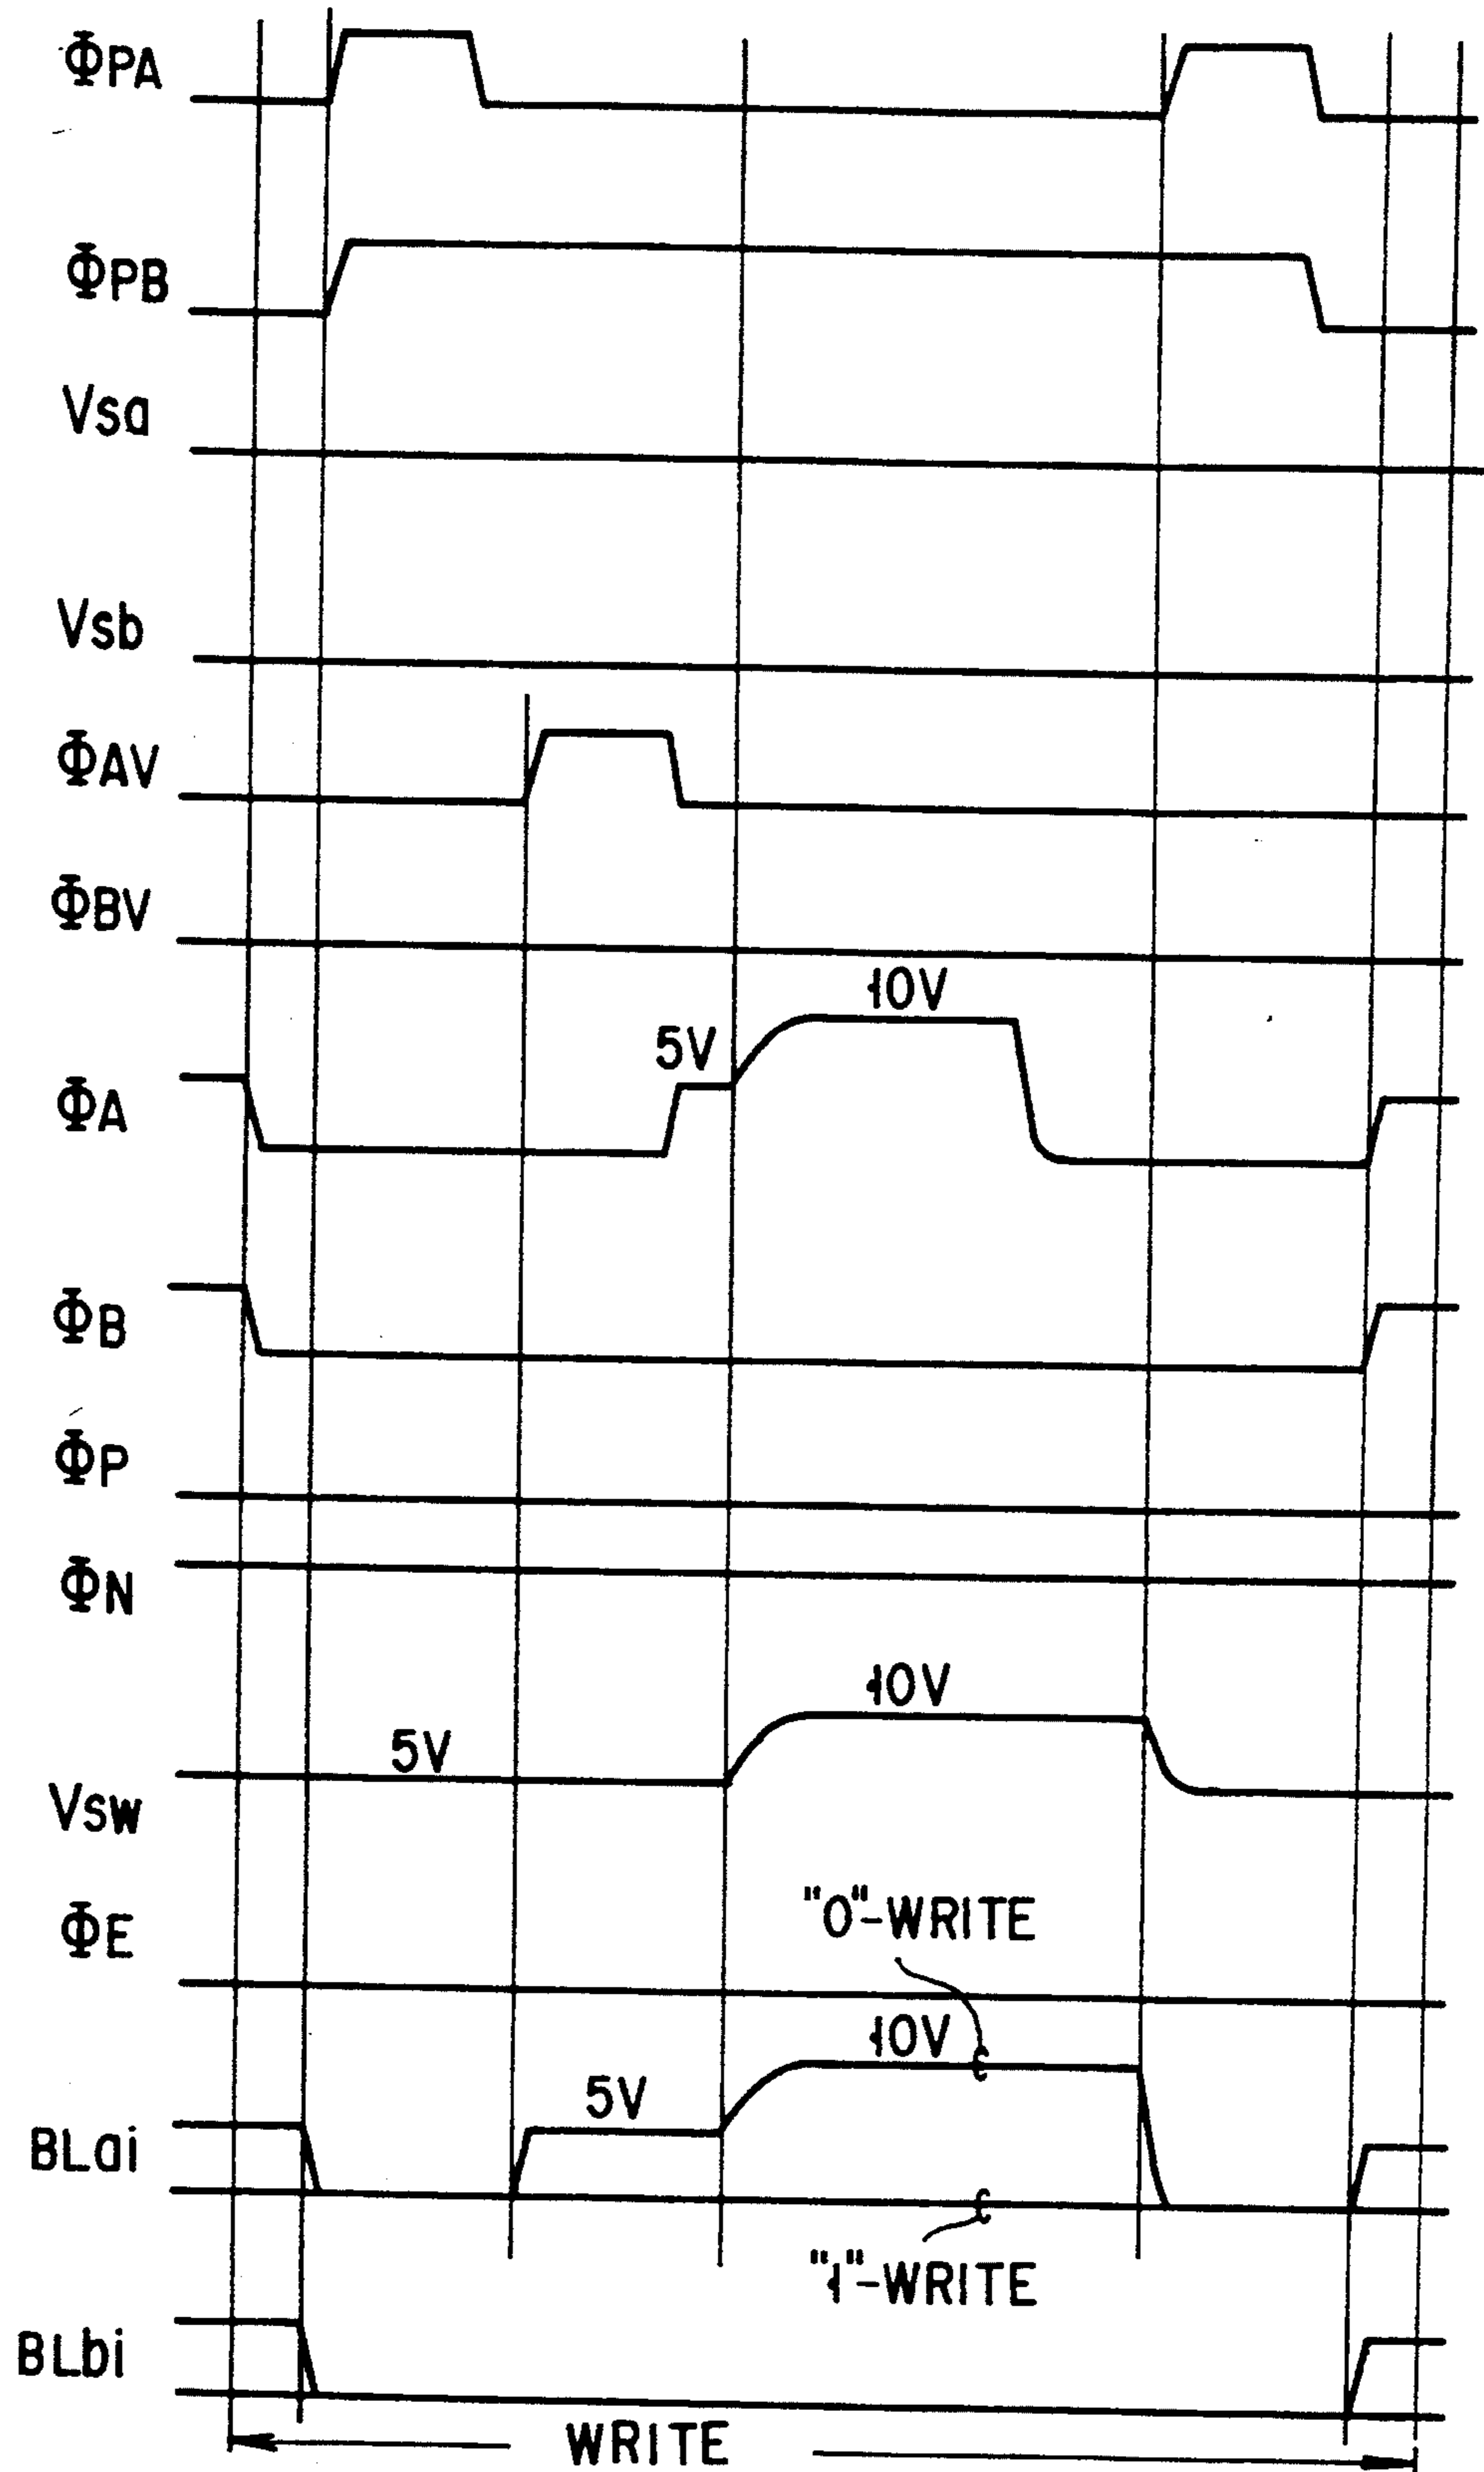 ΦPA
ΦPB
Vsa
Vsb
ΦAV
ΦBV
10V
5V
ΦA
ΦB
ΦP
ΦN
10V
5V
Vsw
"0"-WRITE
ΦE
10V
5V
BLai
"1"-WRITE
BLbi
WRITE